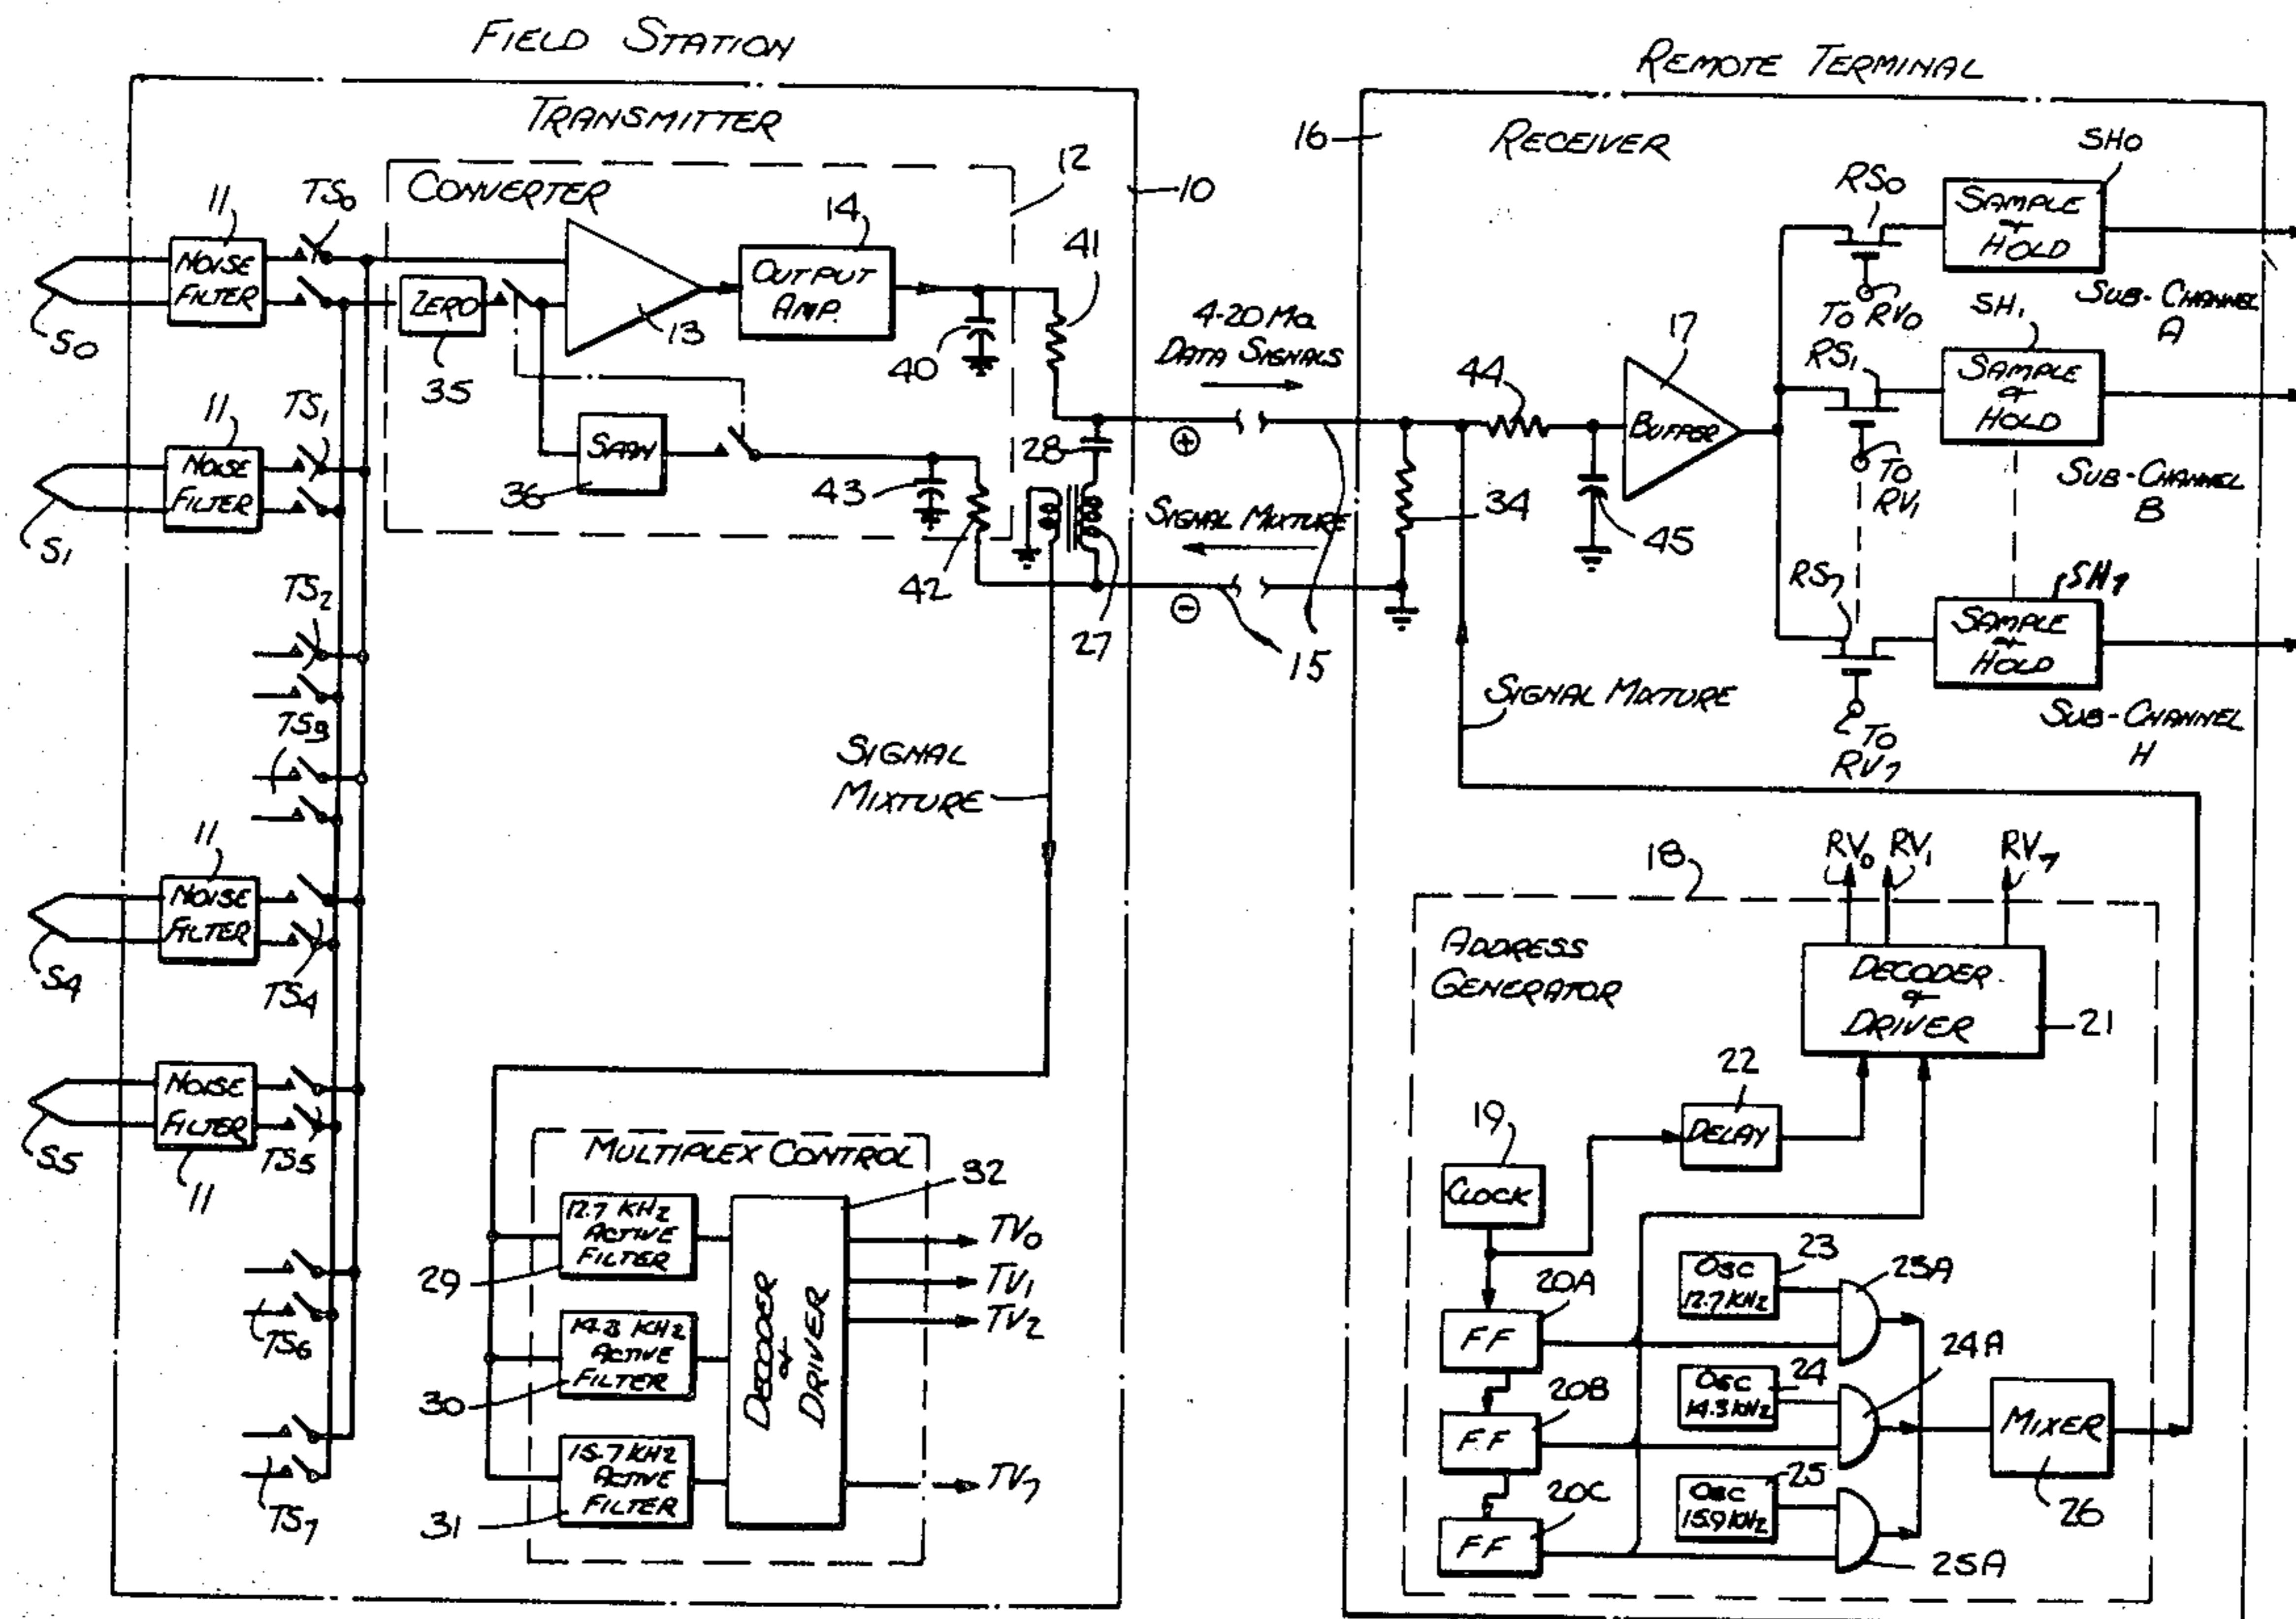 FIELD STATION
TRANSMITTER
CONVERTER
12
10
11
TS0
NOISE
FILTER
S0
ZERO
35
13
14
OUTPUT
AMP.
40
41
11
TS1
NOISE
FILTER
S1
SPAN
36
43
42
28
27
TS2
TS3
11
NOISE
FILTER
S4
TS4
NOISE
FILTER
S5
TS5
11
TS6
TS7
SIGNAL
MIXTURE
MULTIPLEX CONTROL
32
12.7 KHz
ACTIVE
FILTER
29
14.3 KHz
ACTIVE
FILTER
30
15.7 KHz
ACTIVE
FILTER
31
DECODER
&
DRIVER
TV0
TV1
TV2
TV7
4-20 Ma
DATA SIGNALS
+
SIGNAL MIXTURE
-
15
REMOTE TERMINAL
16
RECEIVER
44
17
BUFFER
34
45
RS0
TO RV0
SH0
SAMPLE
&
HOLD
SUB-CHANNEL
A
RS1
TO
RV1
SH1
SAMPLE
&
HOLD
SUB-CHANNEL
B
RS7
TO
RV7
SH7
SAMPLE
&
HOLD
SUB-CHANNEL
H
SIGNAL MIXTURE
18
RV0
RV1
RV7
ADDRESS
GENERATOR
DECODER
&
DRIVER
21
22
DELAY
19
CLOCK
20A
FF
20B
FF
20C
FF
OSC
12.7 KHz
23
23A
OSC
14.3 KHz
24
24A
OSC
15.9 KHz
25
25A
MIXER
26